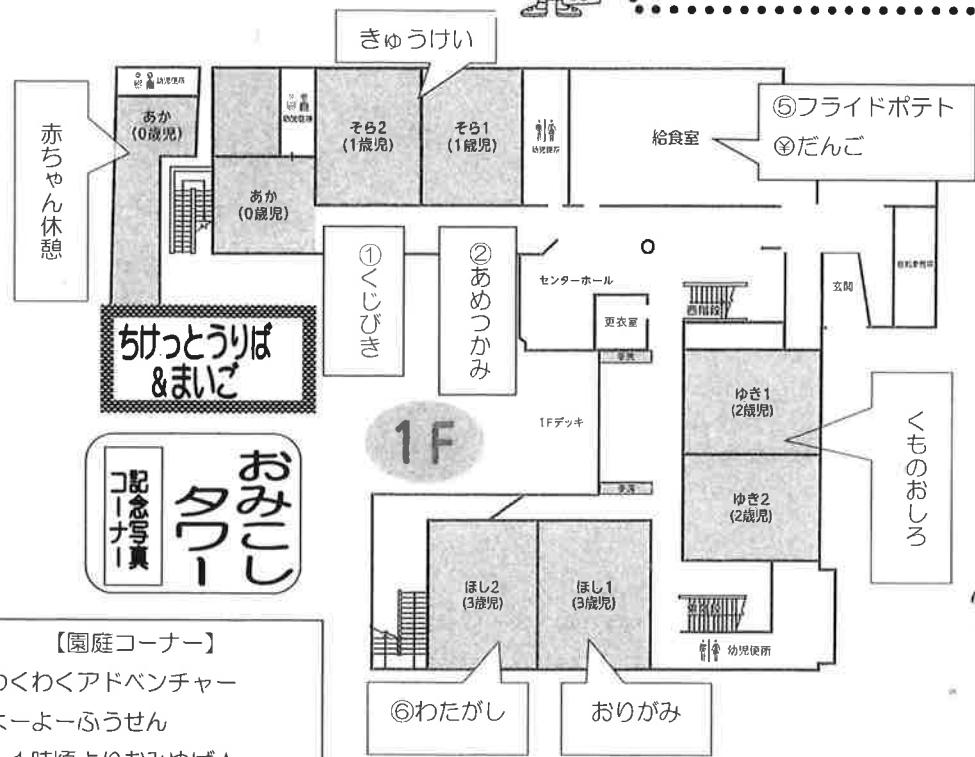 きゅうけい
幼児便所
あか
(0歳児)
赤ちゃん休憩
あか
(0歳児)
そら2
(1歳児)
そら1
(1歳児)
幼児便所
給食室
⑤フライドポテト
だんご
①くじびき
②あめつかみ
センターホール
更衣室
西階段
玄関
ちけっとうりば
&まいご
1F
1Fデッキ
ゆき1
(2歳児)
ゆき2
(2歳児)
くものおしろ
おみこし
タワー
記念写真
コーナー
ほし2
(3歳児)
ほし1
(3歳児)
幼児便所
⑥わたがし
おりがみ
【園庭コーナー】
わくわくアドベンチャー
よーよーふうせん